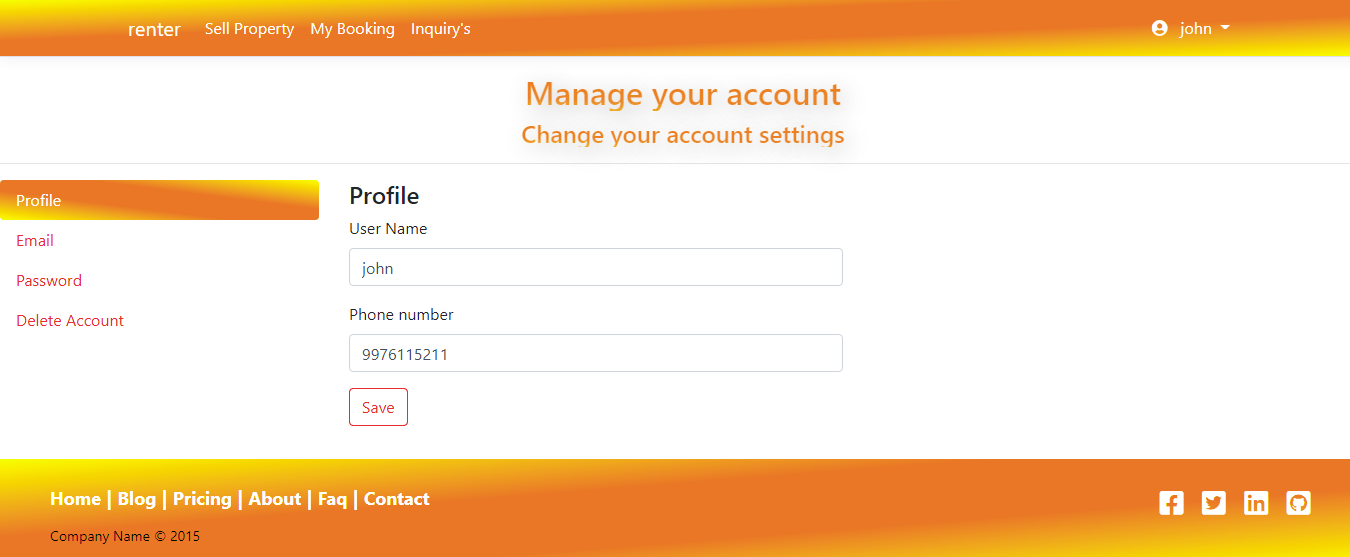 renter Sell Property My Booking Inquiry's john
Manage your account
Change your account settings
Profile
Email
Password
Delete Account
Profile
User Name
john
Phone number
9976115211
Save
Home | Blog | Pricing | About | Faq | Contact
Company Name © 2015